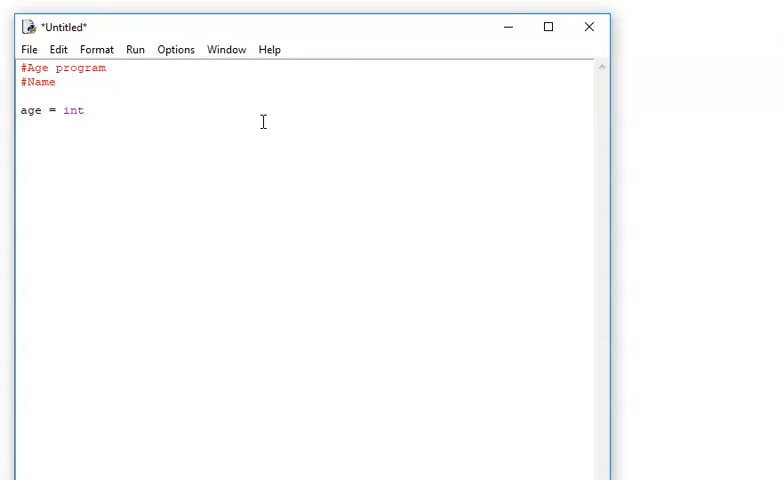 *Untitled*
File Edit Format Run Options Window Help
#Age program
#Name
age = int